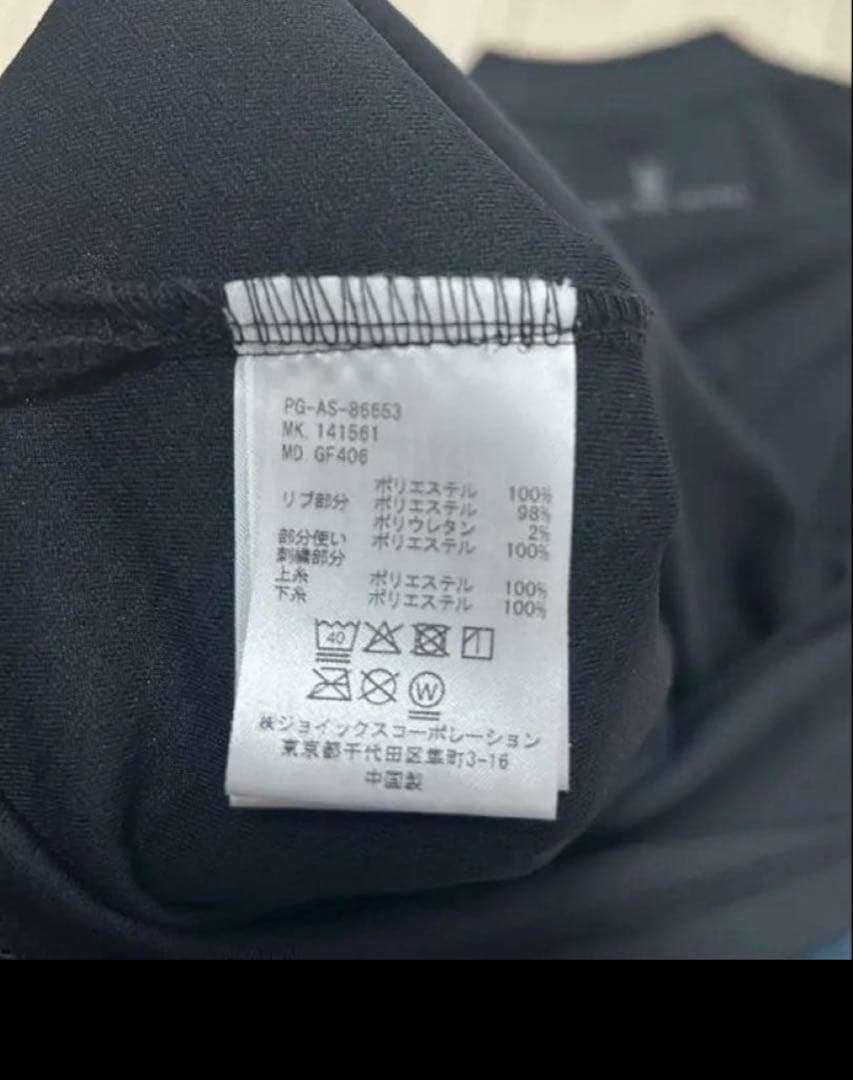 PG-AS-86653
MK. 141561
MD. GF406
ポリエステル 100%
リブ部分 ポリエステル 98%
ポリウレタン 2%
部分使い ポリエステル 100%
刺繍部分
上糸 ポリエステル 100%
下糸 ポリエステル 100%
40
W
㈱ジョイックスコーポレーション
東京都千代田区隼町3-16
中国製